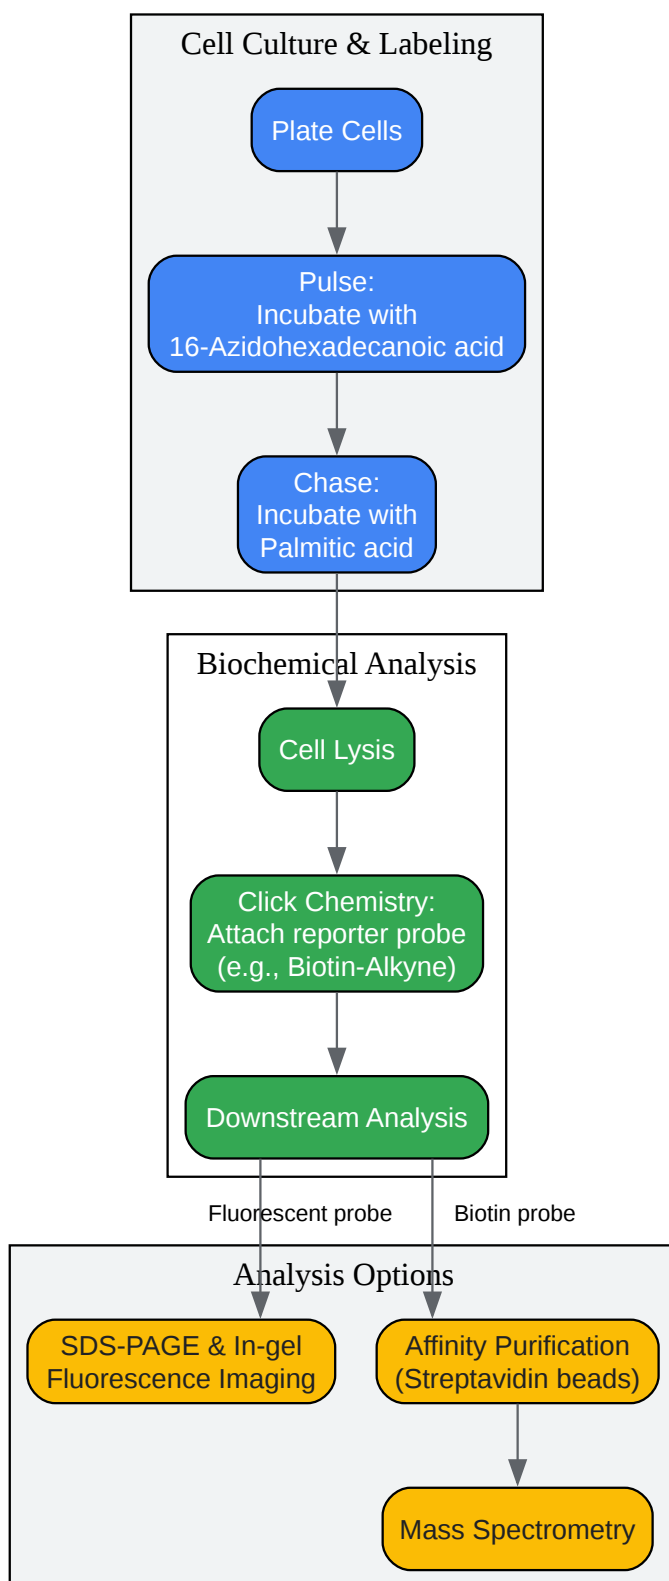 Cell Culture & Labeling
Plate Cells
Pulse:
Incubate with
16-Azidohexadecanoic acid
Chase:
Incubate with
Palmitic acid
Biochemical Analysis
Cell Lysis
Click Chemistry:
Attach reporter probe
(e.g., Biotin-Alkyne)
Downstream Analysis
Fluorescent probe
Biotin probe
Analysis Options
SDS-PAGE & In-gel
Fluorescence Imaging
Affinity Purification
(Streptavidin beads)
Mass Spectrometry